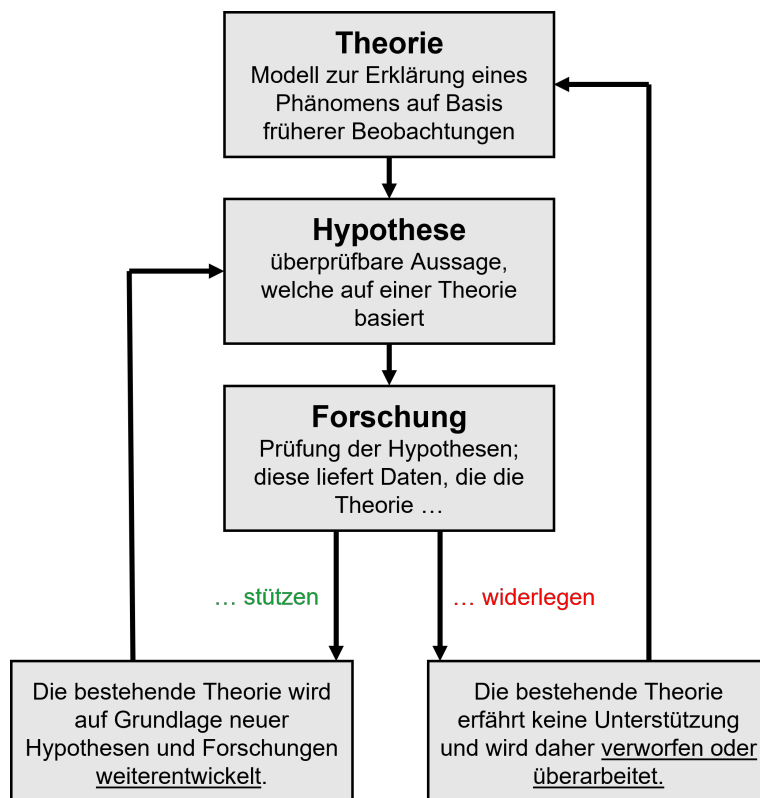 Theorie
Modell zur Erklärung eines
Phänomens auf Basis
früherer Beobachtungen
Hypothese
überprüfbare Aussage,
welche auf einer Theorie
basiert
Forschung
Prüfung der Hypothesen;
diese liefert Daten, die die
Theorie …
… stützen
… widerlegen
Die bestehende Theorie wird
auf Grundlage neuer
Hypothesen und Forschungen
weiterentwickelt.
Die bestehende Theorie
erfährt keine Unterstützung
und wird daher verworfen oder
überarbeitet.